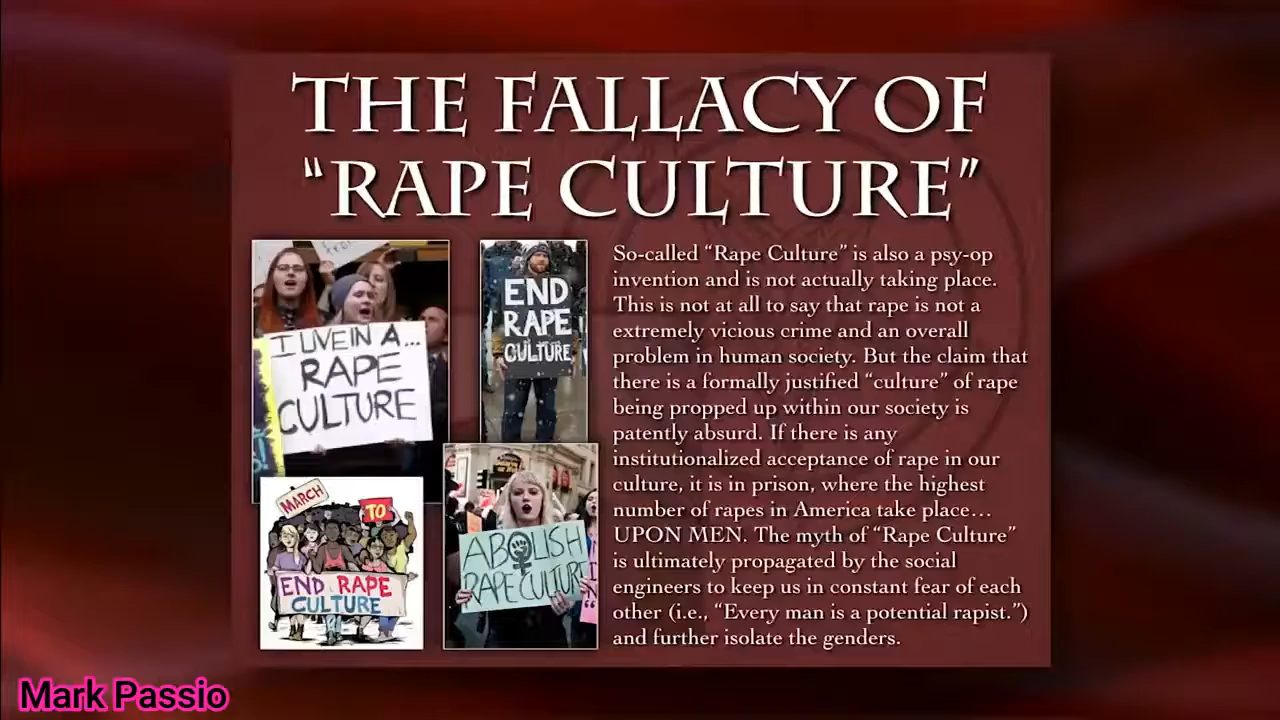 THE FALLACY OF
“RAPE CULTURE”
So-called “Rape Culture” is also a psy-op
invention and is not actually taking place.
This is not at all to say that rape is not a
extremely vicious crime and an overall
problem in human society. But the claim that
there is a formally justified “culture” of rape
being propped up within our society is
patently absurd. If there is any
institutionalized acceptance of rape in our
culture, it is in prison, where the highest
number of rapes in America take place…
UPON MEN. The myth of “Rape Culture”
is ultimately propagated by the social
engineers to keep us in constant fear of each
other (i.e., “Every man is a potential rapist.”)
and further isolate the genders.
I LIVE IN A...
RAPE
CULTURE
END
RAPE
CULTURE
MARCH
TO
END RAPE
CULTURE
ABOLISH
RAPE CULTURE
Mark Passio